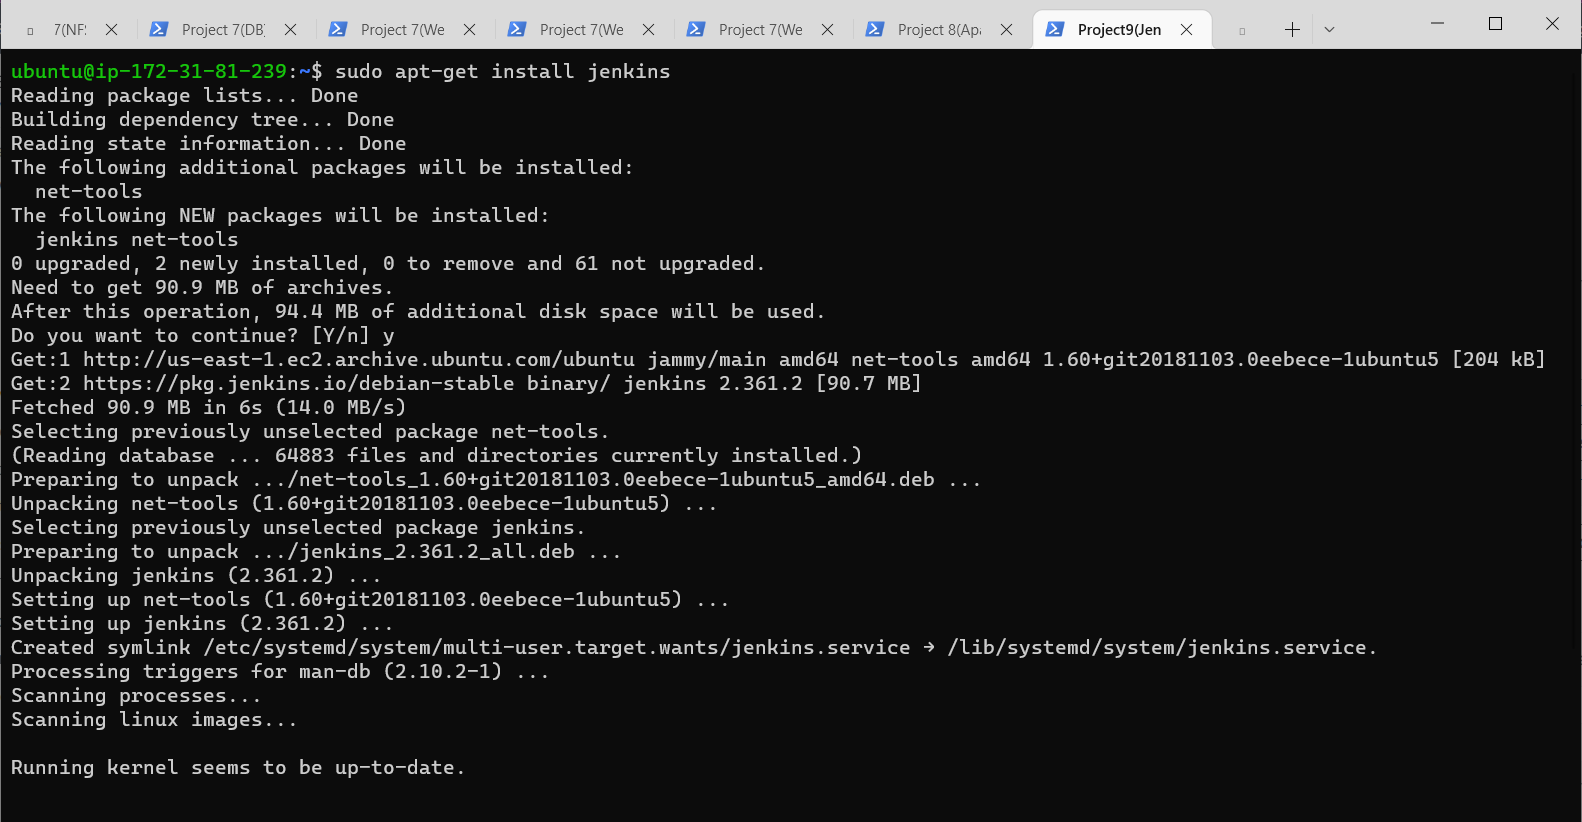 7(NF
Project 7(DB
Project 7(We
Project 7(We
Project 7(We
Project 8(Apa
Project9(Jen
ubuntu@ip-172-31-81-239:~$ sudo apt-get install jenkins
Reading package lists... Done
Building dependency tree... Done
Reading state information... Done
The following additional packages will be installed:
  net-tools
The following NEW packages will be installed:
  jenkins net-tools
0 upgraded, 2 newly installed, 0 to remove and 61 not upgraded.
Need to get 90.9 MB of archives.
After this operation, 94.4 MB of additional disk space will be used.
Do you want to continue? [Y/n] y
Get:1 http://us-east-1.ec2.archive.ubuntu.com/ubuntu jammy/main amd64 net-tools amd64 1.60+git20181103.0eebece-1ubuntu5 [204 kB]
Get:2 https://pkg.jenkins.io/debian-stable binary/ jenkins 2.361.2 [90.7 MB]
Fetched 90.9 MB in 6s (14.0 MB/s)
Selecting previously unselected package net-tools.
(Reading database ... 64883 files and directories currently installed.)
Preparing to unpack .../net-tools_1.60+git20181103.0eebece-1ubuntu5_amd64.deb ...
Unpacking net-tools (1.60+git20181103.0eebece-1ubuntu5) ...
Selecting previously unselected package jenkins.
Preparing to unpack .../jenkins_2.361.2_all.deb ...
Unpacking jenkins (2.361.2) ...
Setting up net-tools (1.60+git20181103.0eebece-1ubuntu5) ...
Setting up jenkins (2.361.2) ...
Created symlink /etc/systemd/system/multi-user.target.wants/jenkins.service → /lib/systemd/system/jenkins.service.
Processing triggers for man-db (2.10.2-1) ...
Scanning processes...
Scanning linux images...
Running kernel seems to be up-to-date.